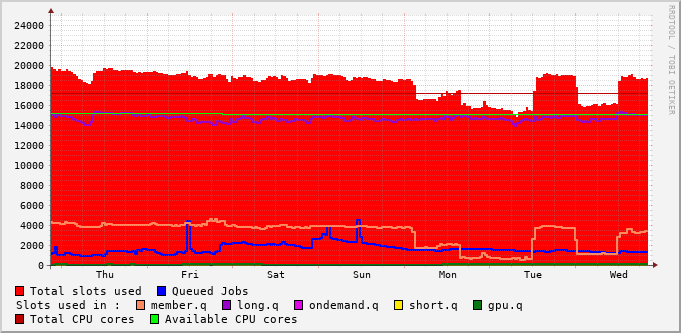 24000
22000
20000
18000
16000
14000
12000
10000
8000
6000
4000
2000
0
Thu Fri Sat Sun Mon Tue Wed
RRDTOOL / TOBI OETIKER
Total slots used Queued Jobs
Slots used in : member.q long.q ondemand.q short.q gpu.q
Total CPU cores Available CPU cores